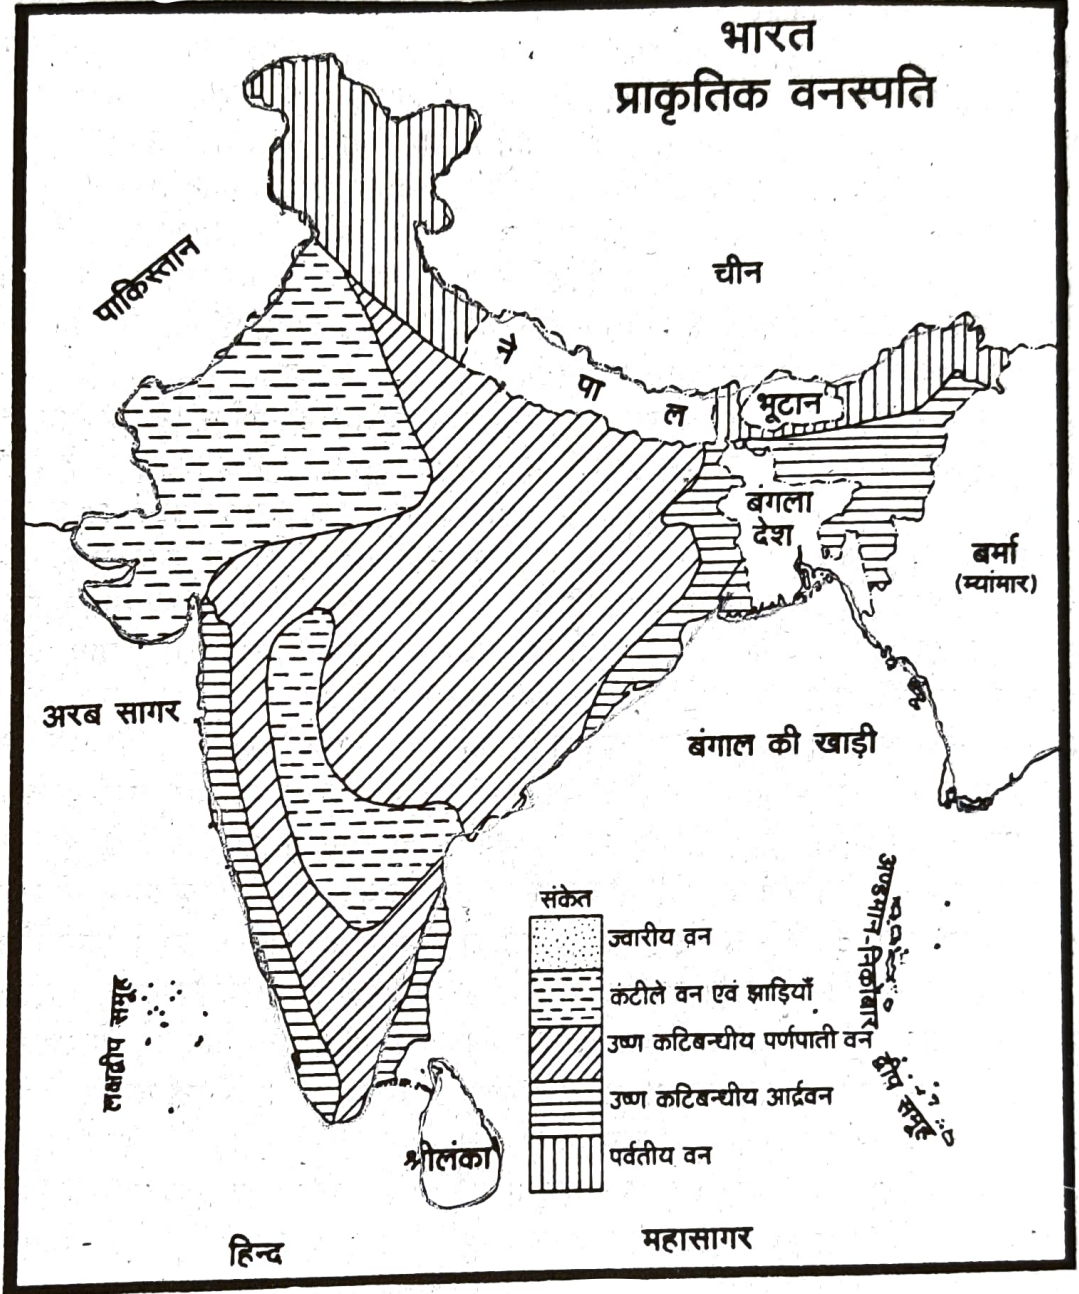 भारत
प्राकृतिक वनस्पति
पाकिस्तान
चीन
नेपाल
भूटान
बंगला
देश
बर्मा
(म्यांमार)
अरब सागर
बंगाल की खाड़ी
लक्षद्वीप समूह
अण्डमान-निकोबार
द्वीप समूह
संकेत
ज्वारीय वन
कंटीले वन एवं झाड़ियाँ
उष्ण कटिबन्धीय पर्णपाती वन
उष्ण कटिबन्धीय आर्द्रवन
पर्वतीय वन
श्रीलंका
हिन्द
महासागर